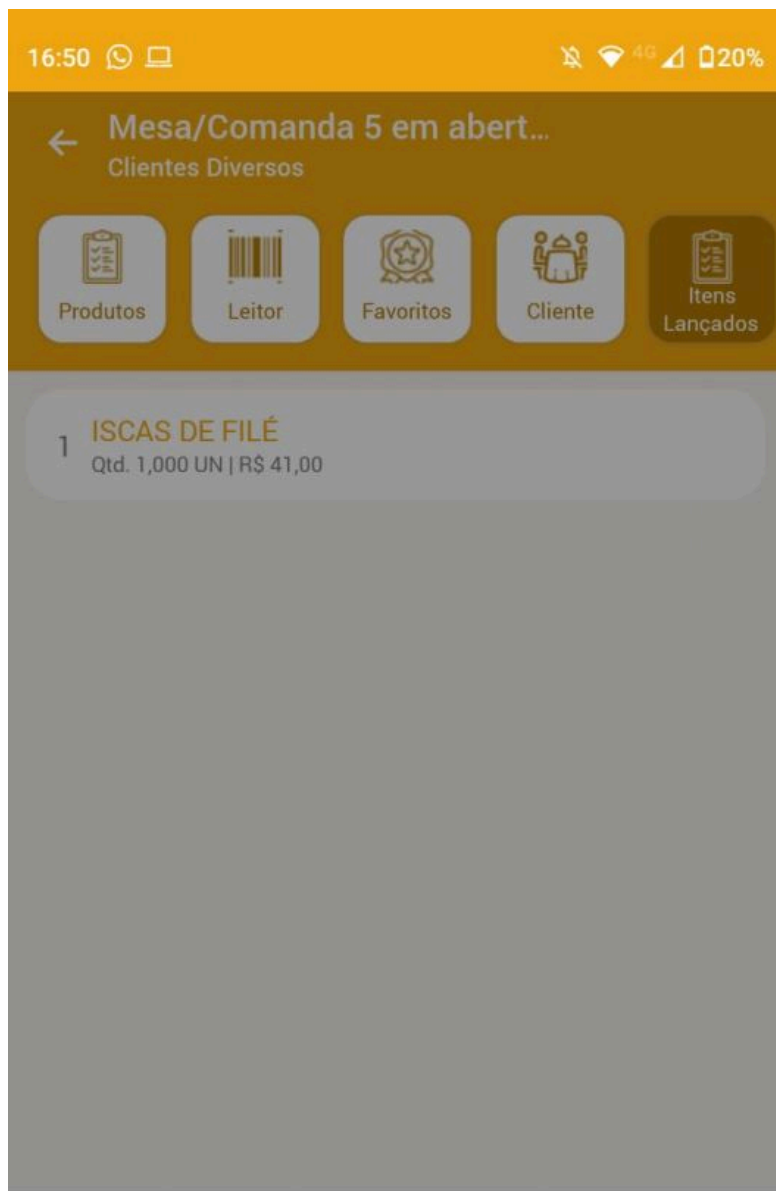 16:50 4G 20%
Mesa/Comanda 5 em abert...
Clientes Diversos
Produtos
Leitor
Favoritos
Cliente
Itens
Lançados
1 ISCAS DE FILÉ
Qtd. 1,000 UN | R$ 41,00